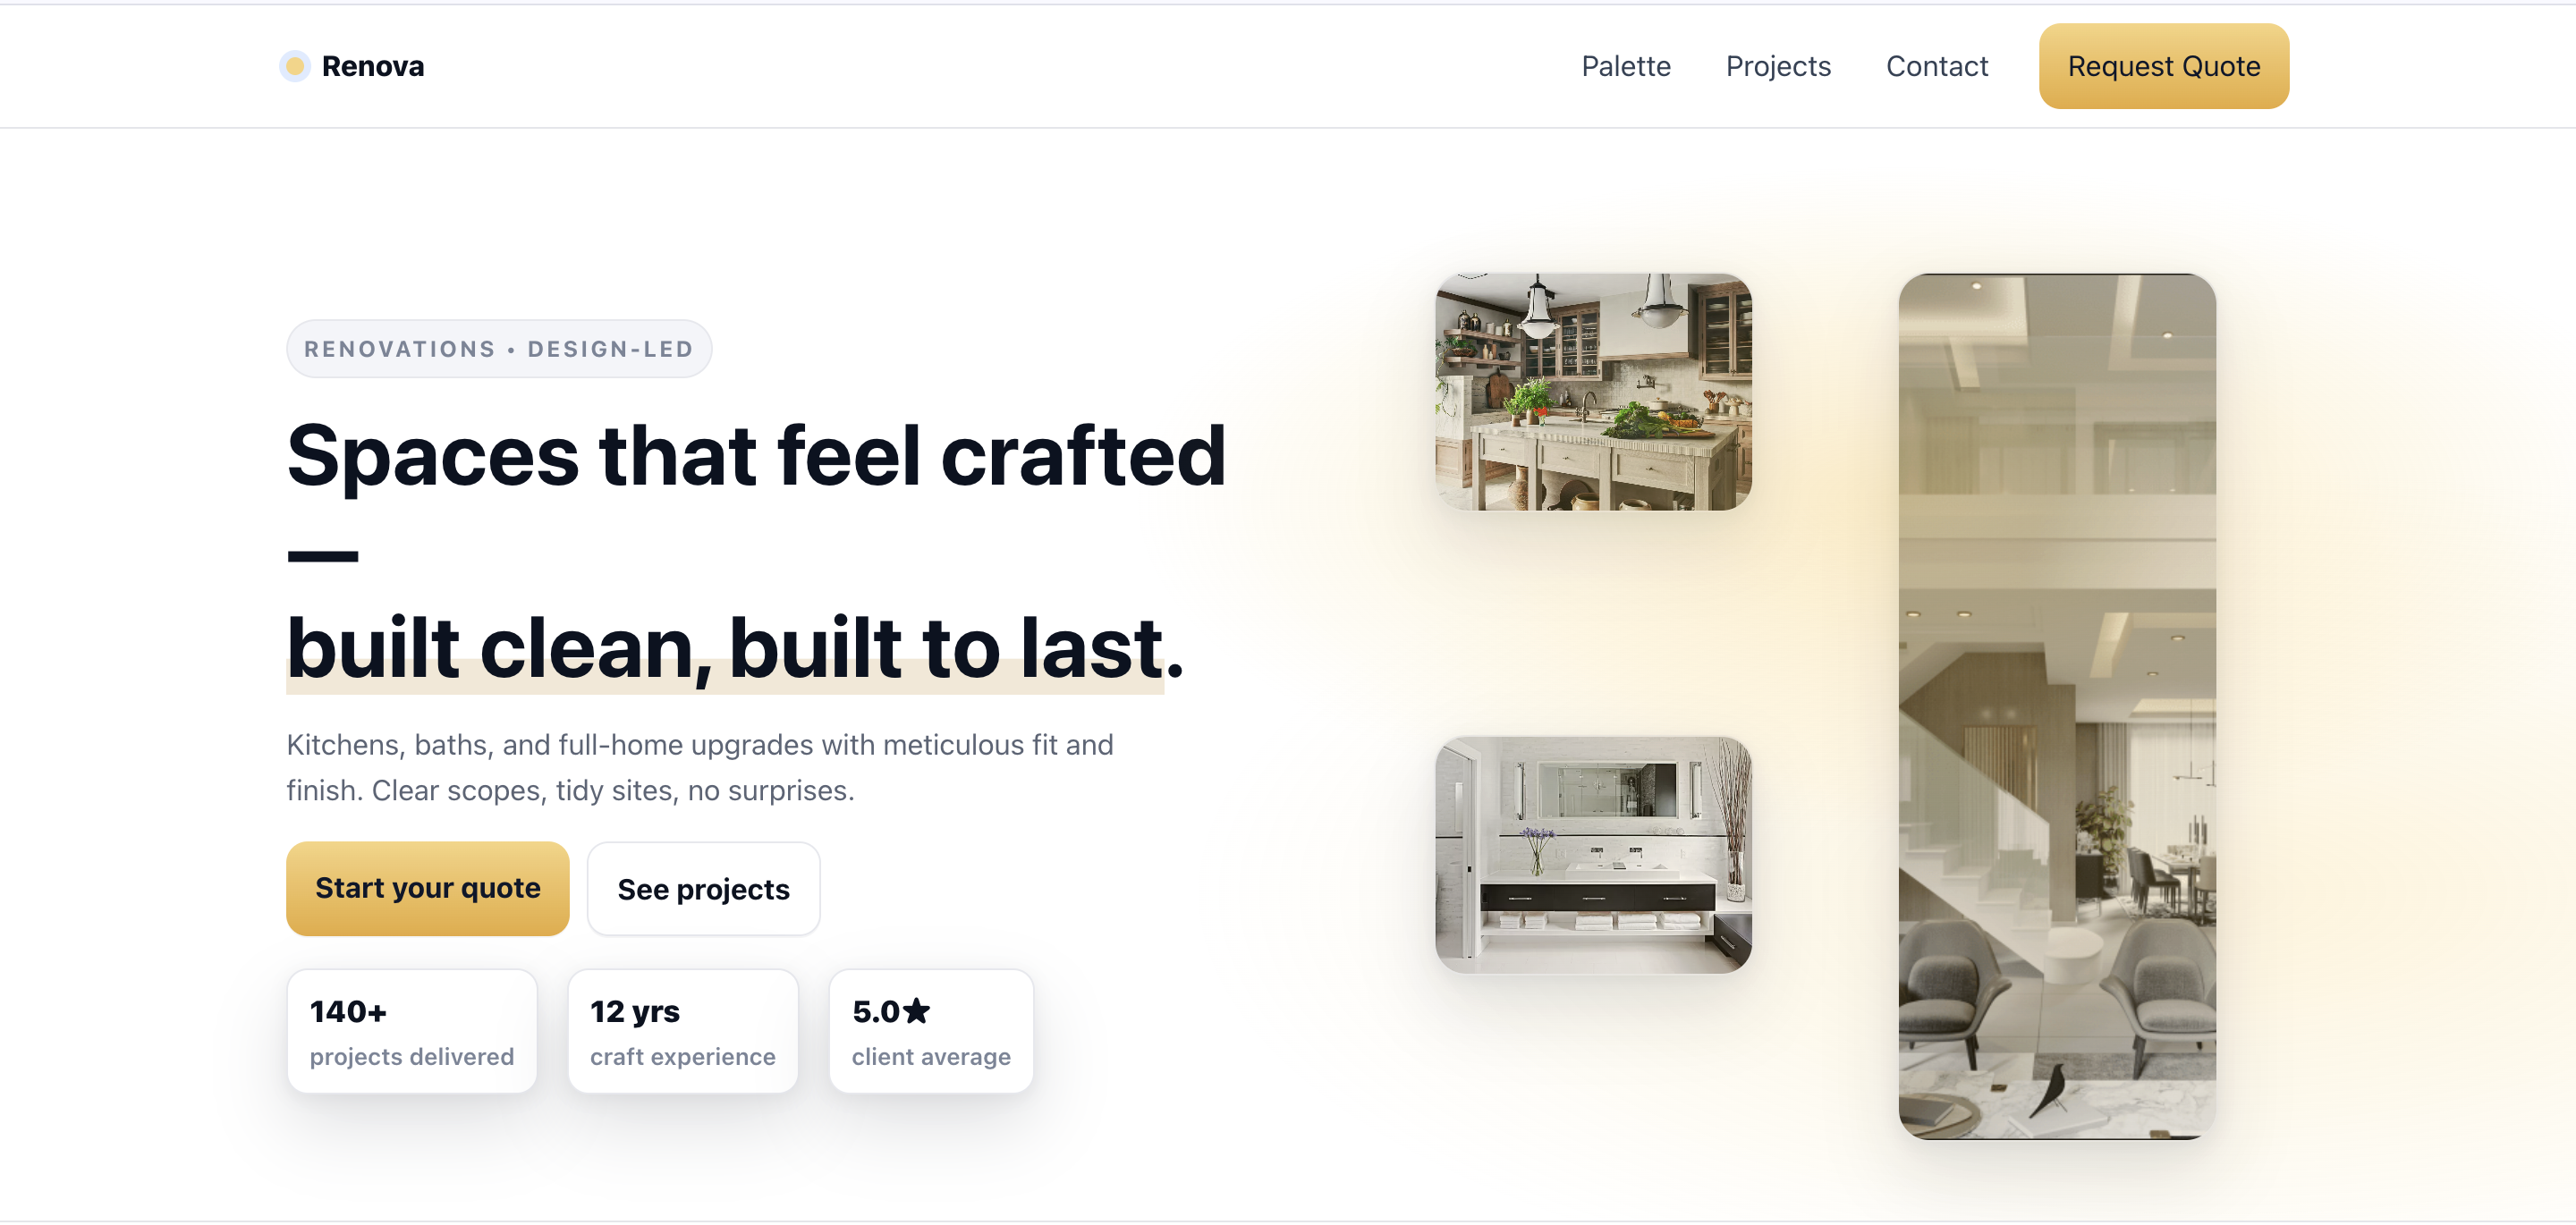 Renova
Palette
Projects
Contact
Request Quote
RENOVATIONS • DESIGN-LED
Spaces that feel crafted
—
built clean, built to last.
Kitchens, baths, and full-home upgrades with meticulous fit and
finish. Clear scopes, tidy sites, no surprises.
Start your quote
See projects
140+
projects delivered
12 yrs
craft experience
5.0★
client average